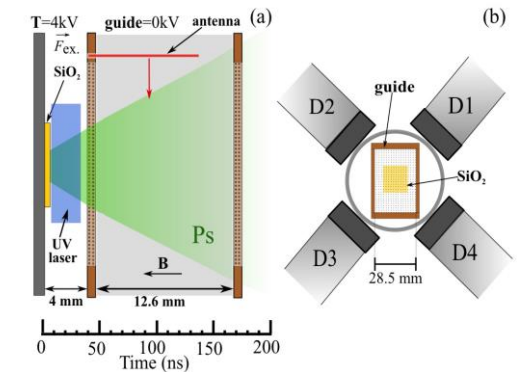 T=4kV
guide=0kV
antenna
(a)
F ex.
SiO₂
UV
laser
Ps
B
4 mm
12.6 mm
0 50 100 150 200
Time (ns)
(b)
D2
guide
D1
SiO₂
D3
D4
28.5 mm